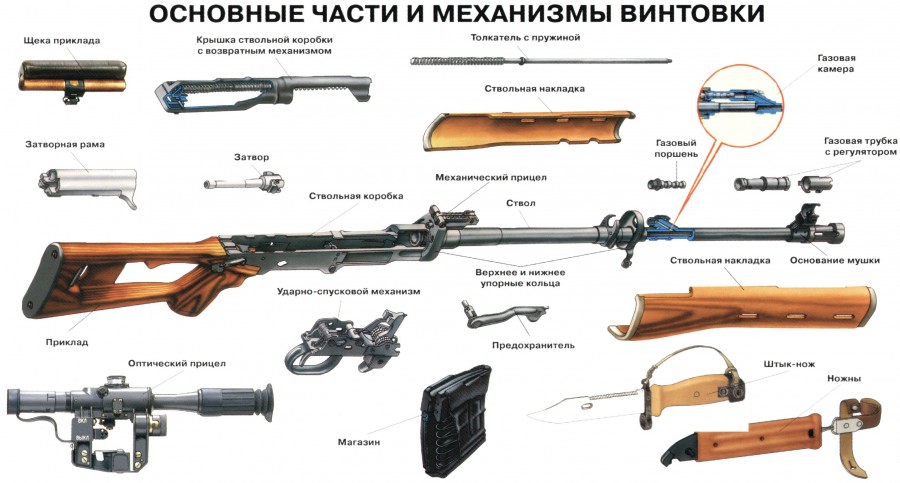 ОСНОВНЫЕ ЧАСТИ И МЕХАНИЗМЫ ВИНТОВКИ
Щека приклада
Крышка ствольной коробки
с возвратным механизмом
Толкатель с пружиной
Газовая
камера
Ствольная накладка
Затворная рама
Затвор
Газовый
поршень
Газовая трубка
с регулятором
Механический прицел
Ствольная коробка
Ствол
Верхнее и нижнее
упорные кольца
Основание мушки
Ствольная накладка
Ударно-спусковой механизм
Приклад
Предохранитель
Оптический прицел
Штык-нож
Ножны
Магазин
ВКЛ
ВЫКЛ